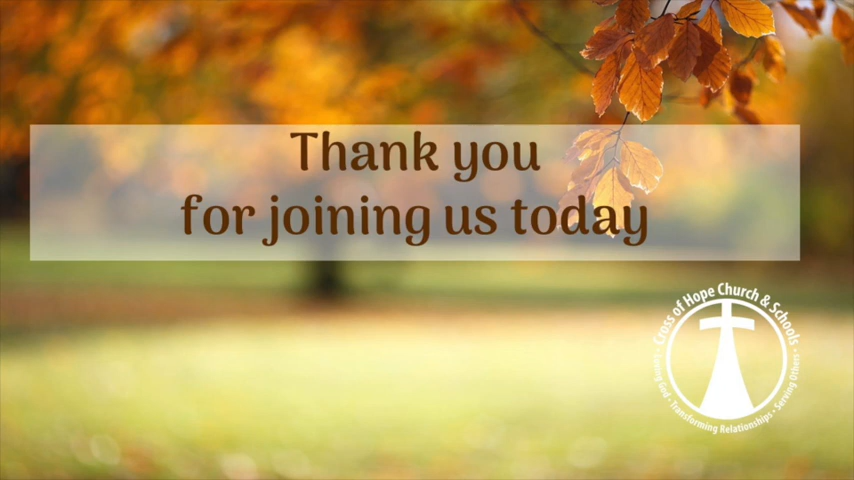 Thank you
for joining us today
Cross of Hope Church & Schools
Loving God • Transforming Relationships • Serving Others